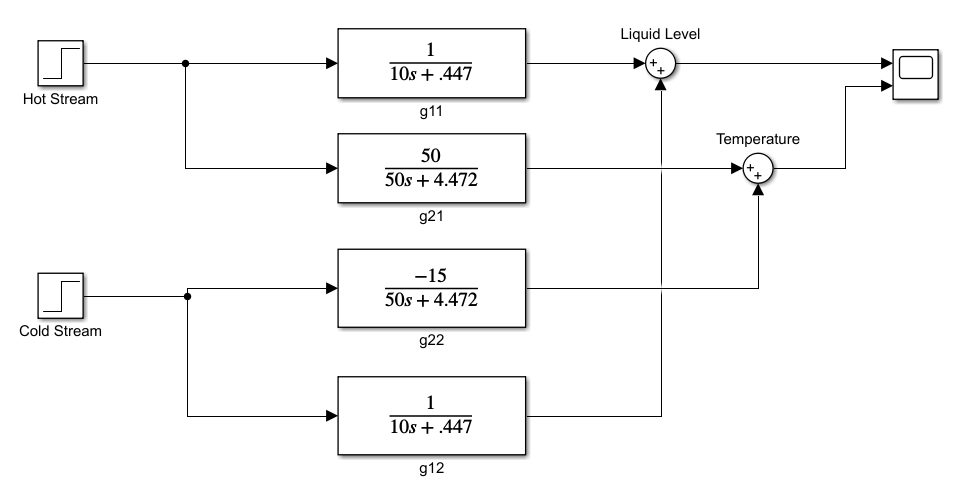 Liquid Level
1
10s + .447
+
+
Hot Stream
g11
Temperature
50
50s + 4.472
+
+
g21
−15
50s + 4.472
Cold Stream
g22
1
10s + .447
g12